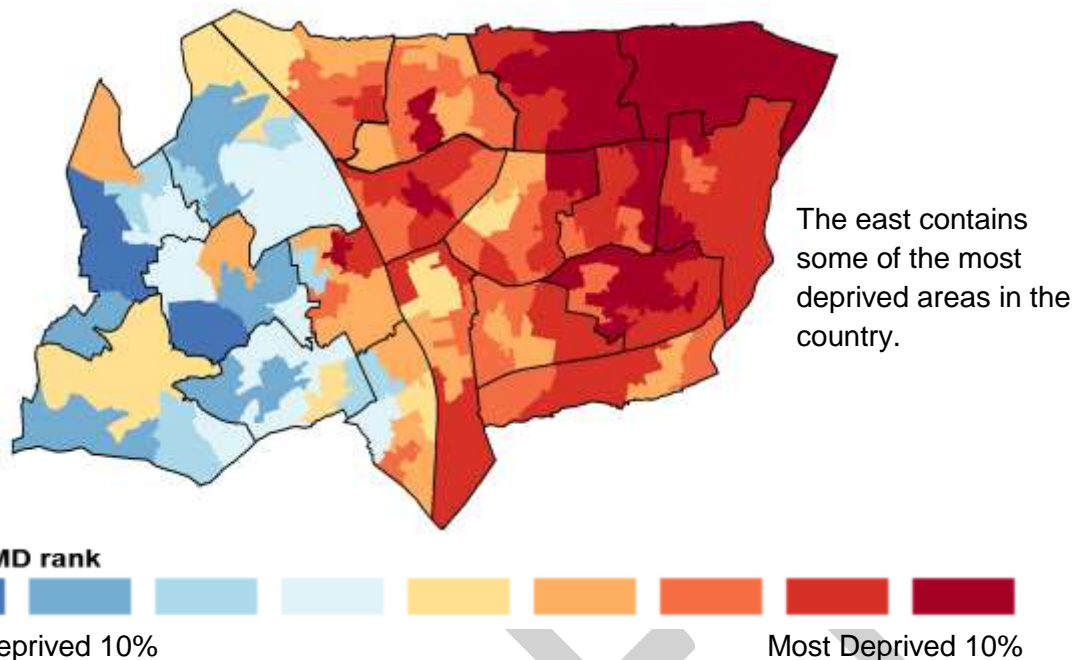 The east contains
some of the most
deprived areas in the
country.
MD rank
eprived 10%
Most Deprived 10%